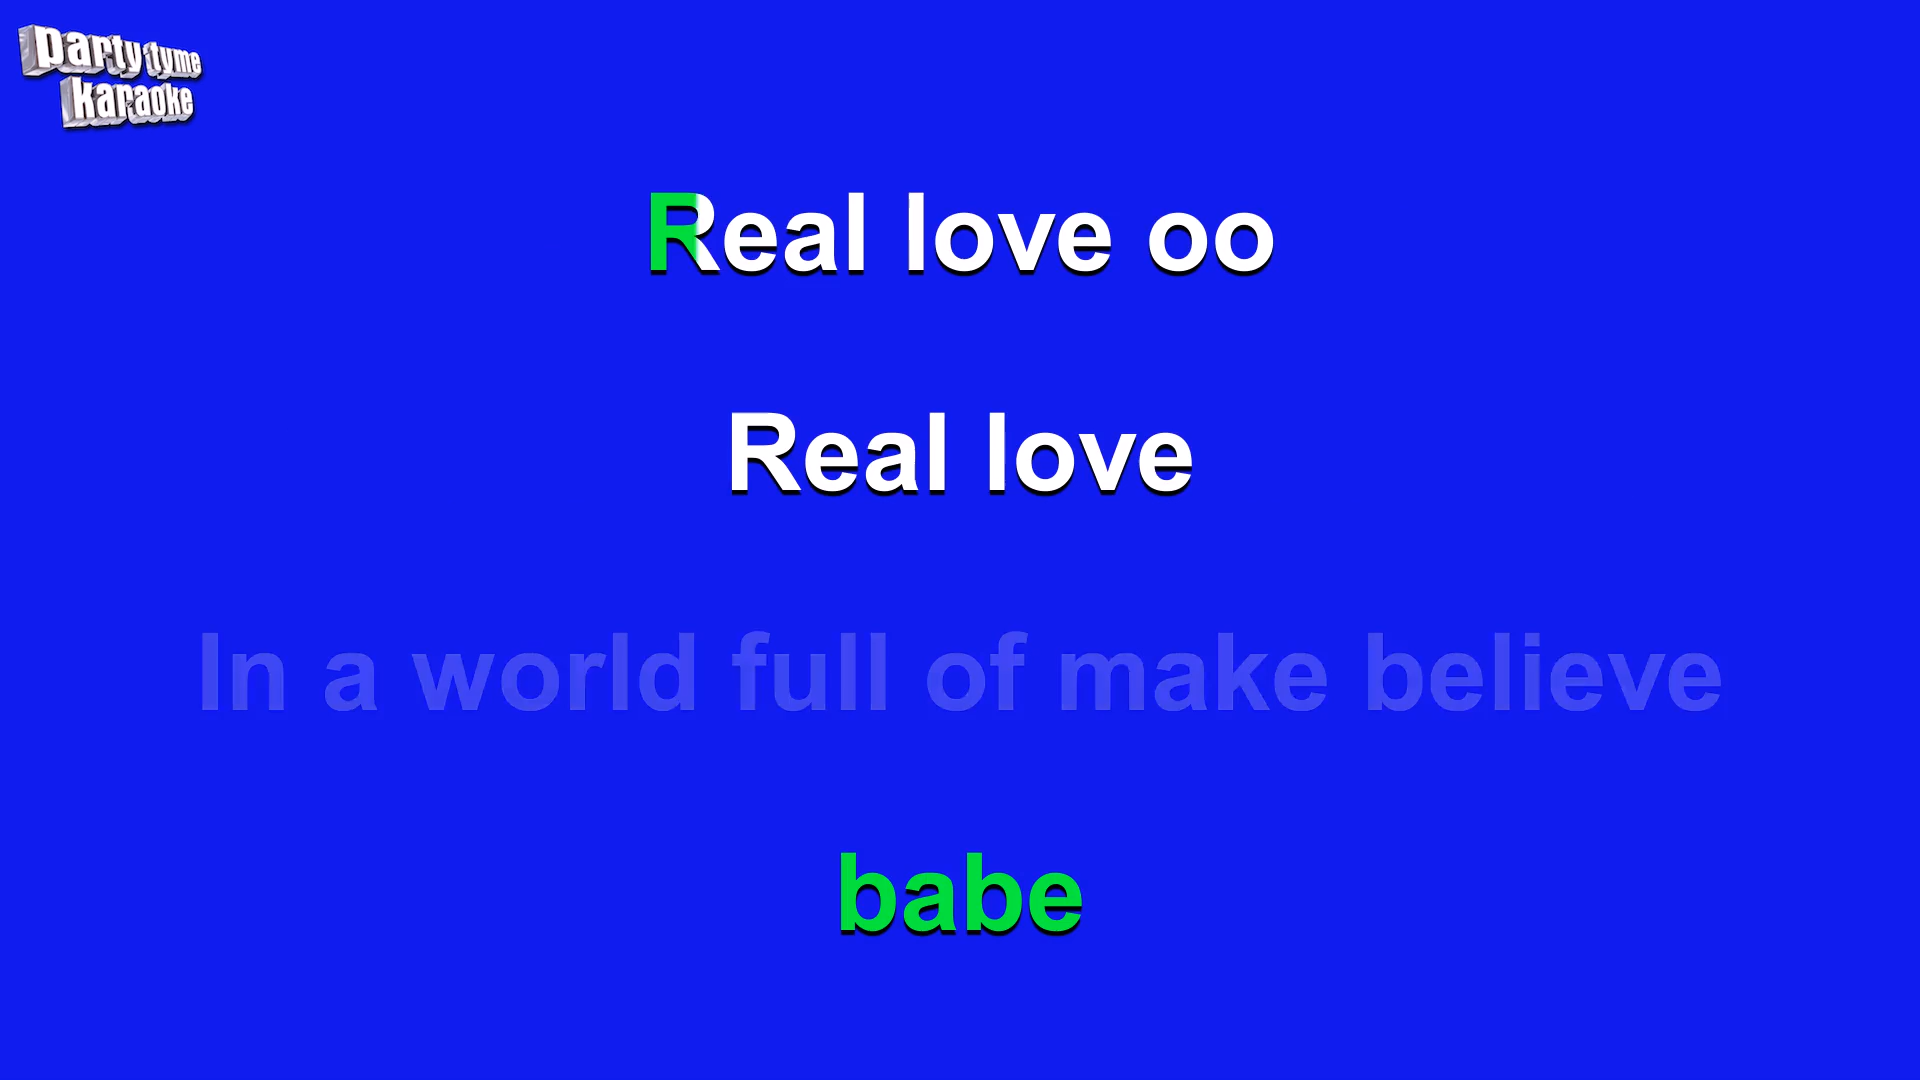 party tyme
karaoke
Real love oo
Real love
In a world full of make believe
babe